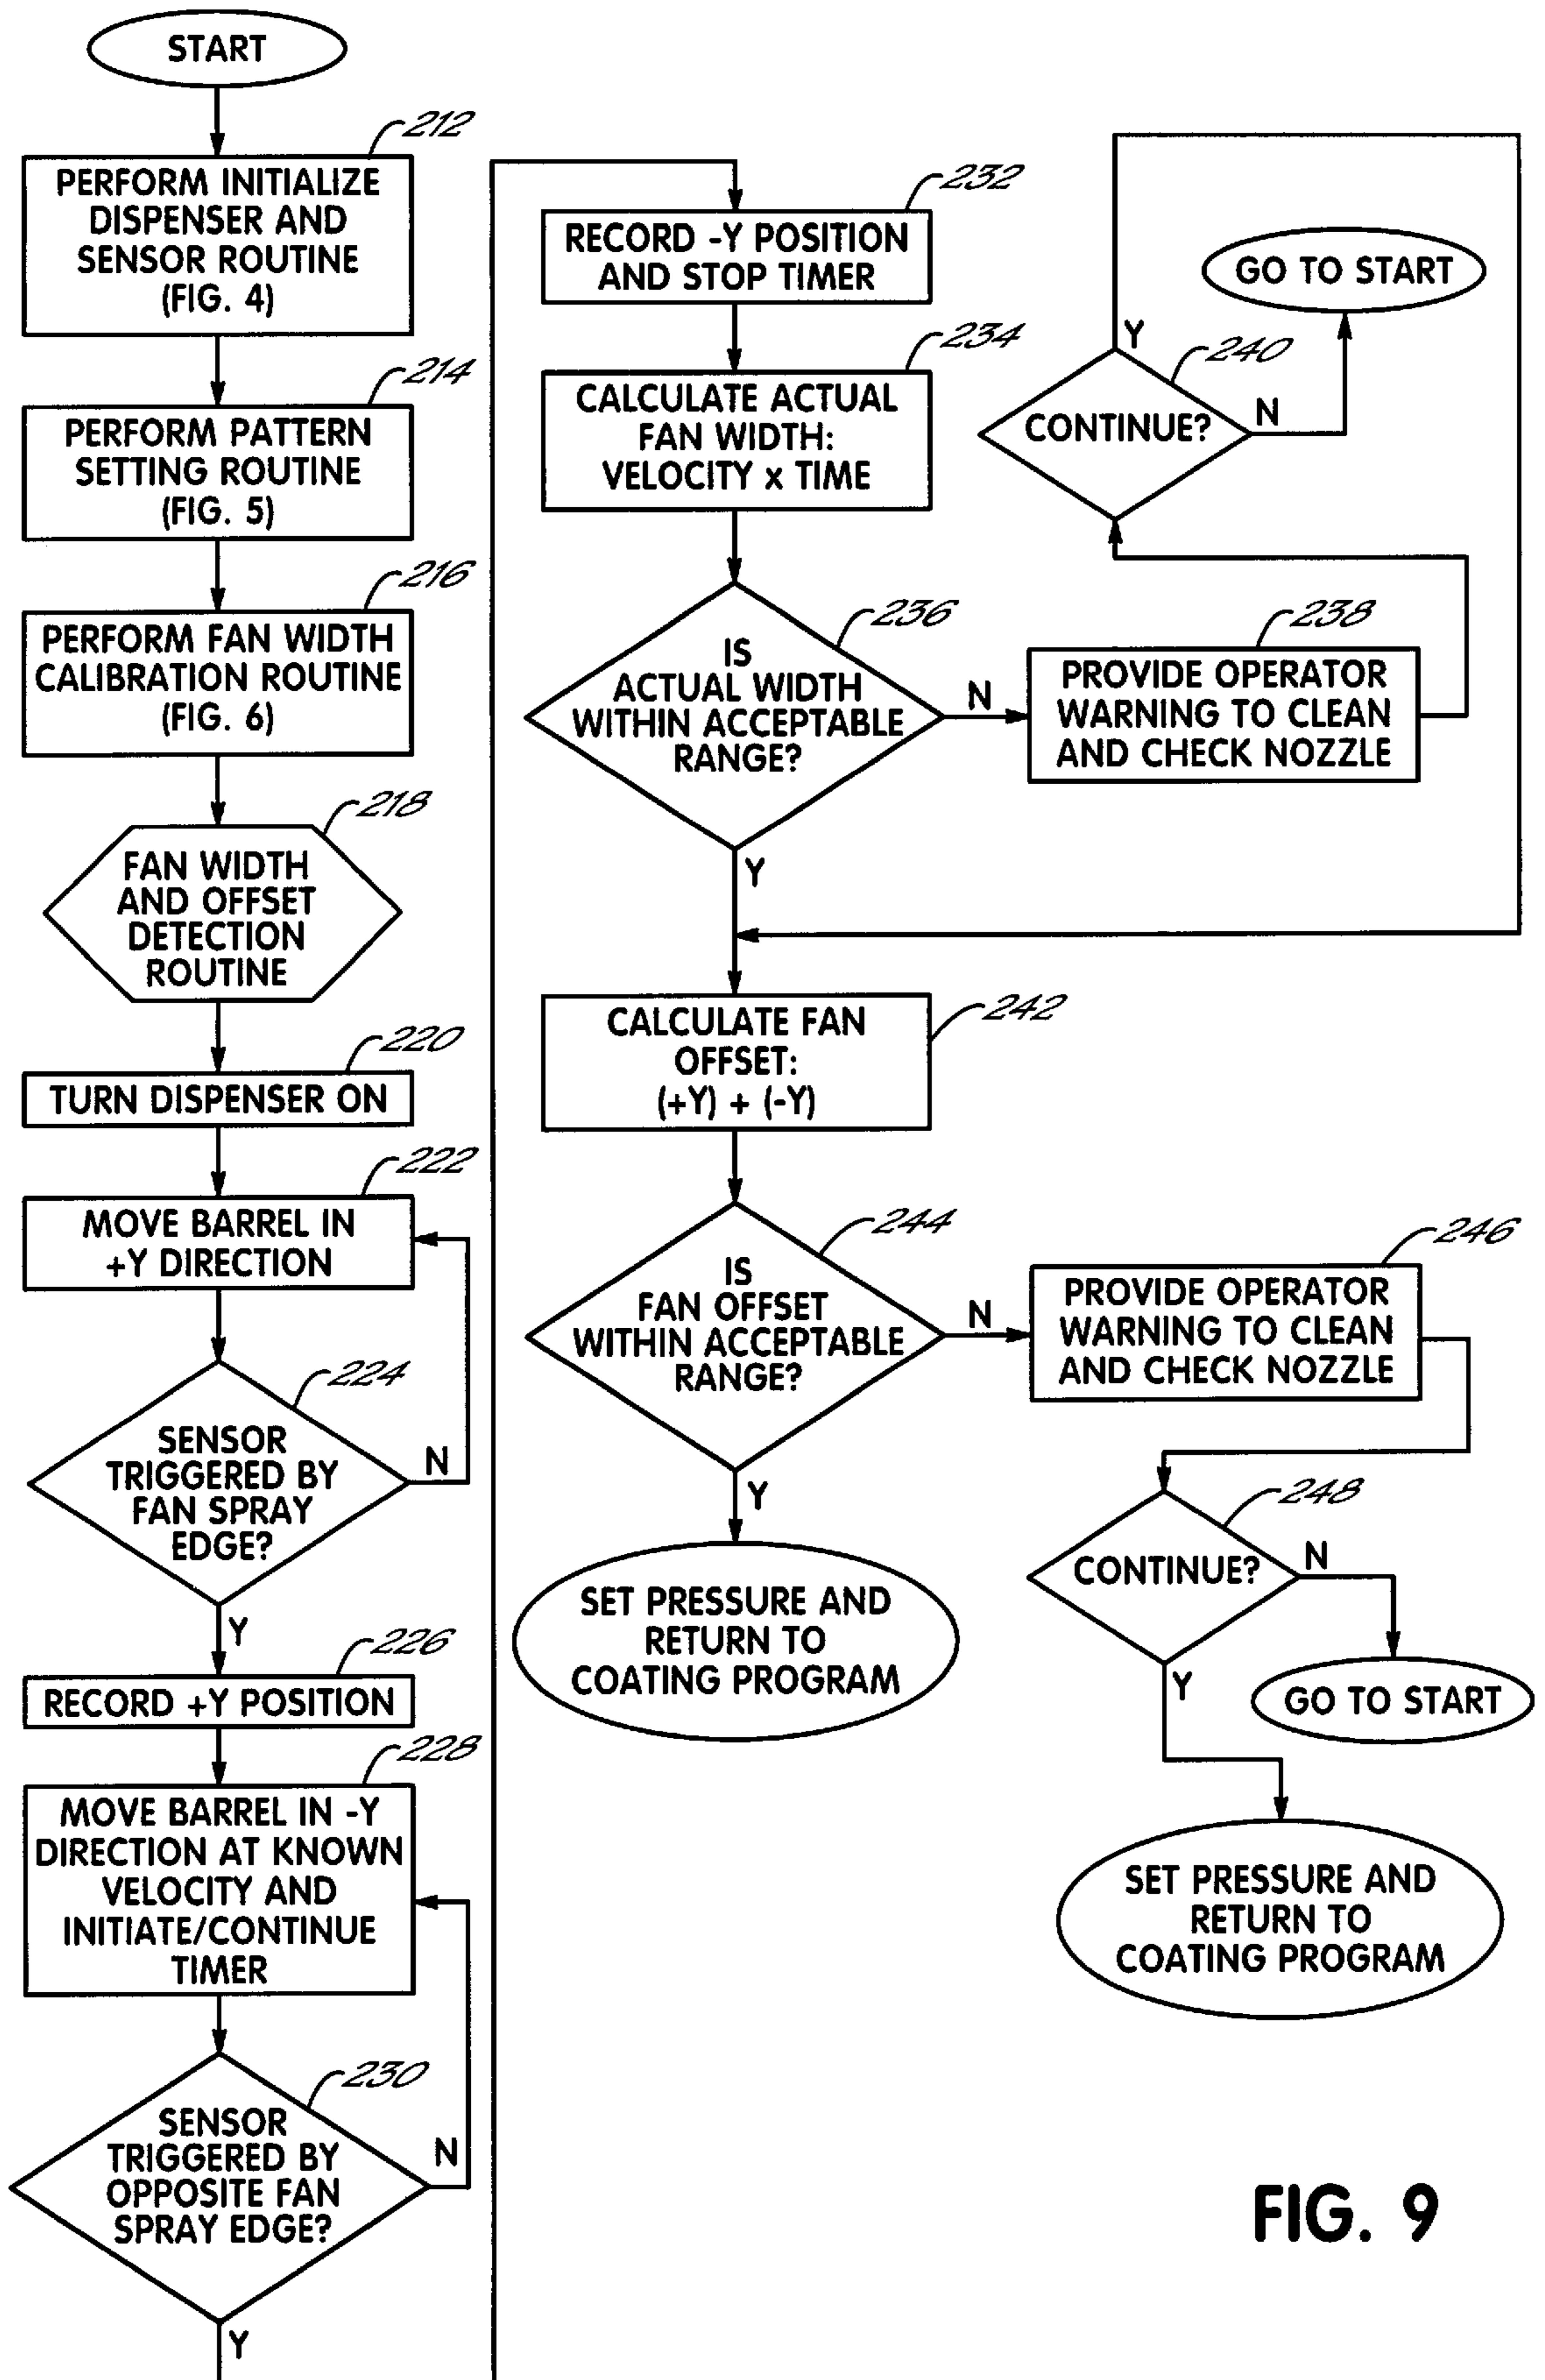 START
212
PERFORM INITIALIZE
DISPENSER AND
SENSOR ROUTINE
(FIG. 4)
214
PERFORM PATTERN
SETTING ROUTINE
(FIG. 5)
216
PERFORM FAN WIDTH
CALIBRATION ROUTINE
(FIG. 6)
218
FAN WIDTH
AND OFFSET
DETECTION
ROUTINE
220
TURN DISPENSER ON
222
MOVE BARREL IN
+Y DIRECTION
224
SENSOR
TRIGGERED BY
FAN SPRAY
EDGE?
N
Y
226
RECORD +Y POSITION
228
MOVE BARREL IN -Y
DIRECTION AT KNOWN
VELOCITY AND
INITIATE/CONTINUE
TIMER
230
SENSOR
TRIGGERED BY
OPPOSITE FAN
SPRAY EDGE?
N
Y
232
RECORD -Y POSITION
AND STOP TIMER
234
CALCULATE ACTUAL
FAN WIDTH:
VELOCITY x TIME
236
IS
ACTUAL WIDTH
WITHIN ACCEPTABLE
RANGE?
N
Y
238
PROVIDE OPERATOR
WARNING TO CLEAN
AND CHECK NOZZLE
240
CONTINUE?
Y
N
GO TO START
242
CALCULATE FAN
OFFSET:
(+Y) + (-Y)
244
IS
FAN OFFSET
WITHIN ACCEPTABLE
RANGE?
N
Y
SET PRESSURE AND
RETURN TO
COATING PROGRAM
246
PROVIDE OPERATOR
WARNING TO CLEAN
AND CHECK NOZZLE
248
CONTINUE?
N
Y
GO TO START
SET PRESSURE AND
RETURN TO
COATING PROGRAM
FIG. 9